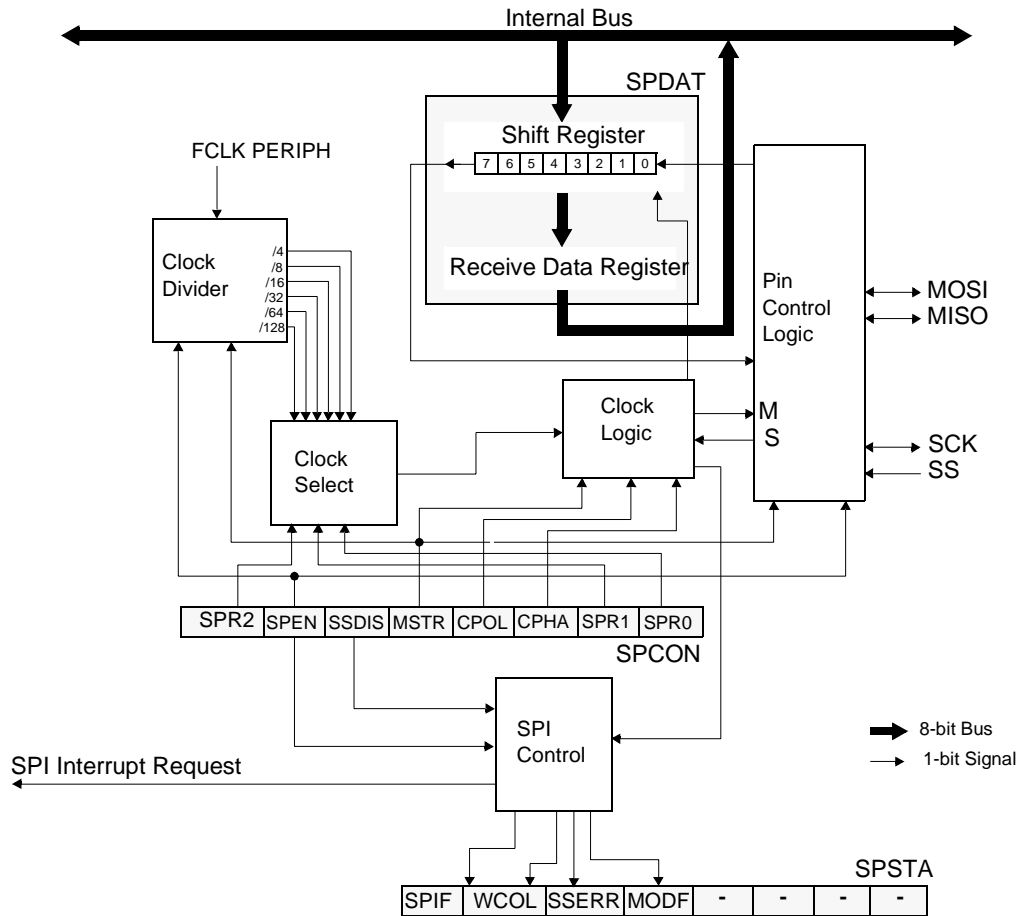 Internal Bus
SPDAT
Shift Register
7 6 5 4 3 2 1 0
FCLK PERIPH
Clock
Divider
/4
/8
/16
/32
/64
/128
Receive Data Register
Pin
Control
Logic
MOSI
MISO
Clock
Logic
M
S
SCK
SS
Clock
Select
SPR2 SPEN SSDIS MSTR CPOL CPHA SPR1 SPR0
SPCON
SPI
Control
8-bit Bus
1-bit Signal
SPI Interrupt Request
SPSTA
SPIF WCOL SSERR MODF - - - -